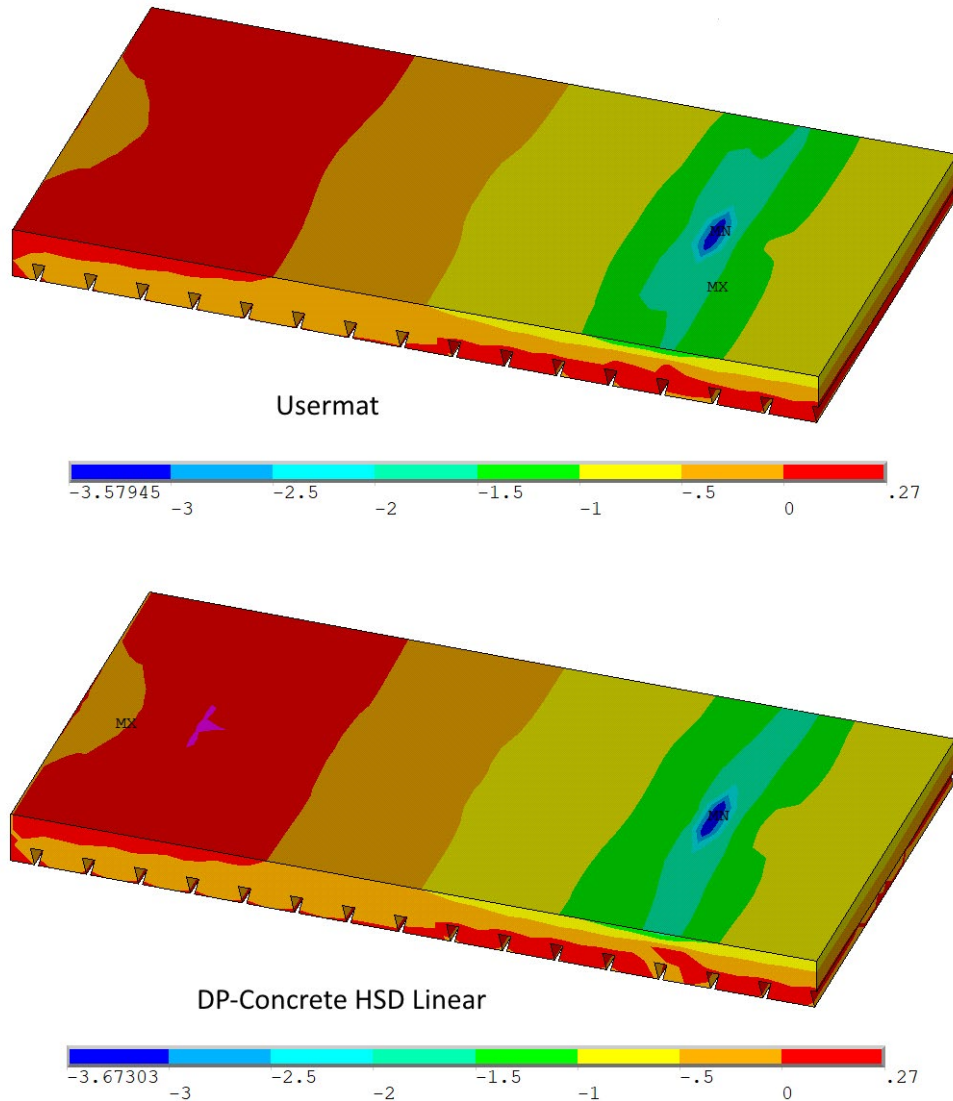 MN
MX
Usermat
-3.57945 -2.5 -1.5 -.5 .27
-3 -2 -1 0
MX
MN
DP-Concrete HSD Linear
-3.67303 -2.5 -1.5 -.5 .27
-3 -2 -1 0